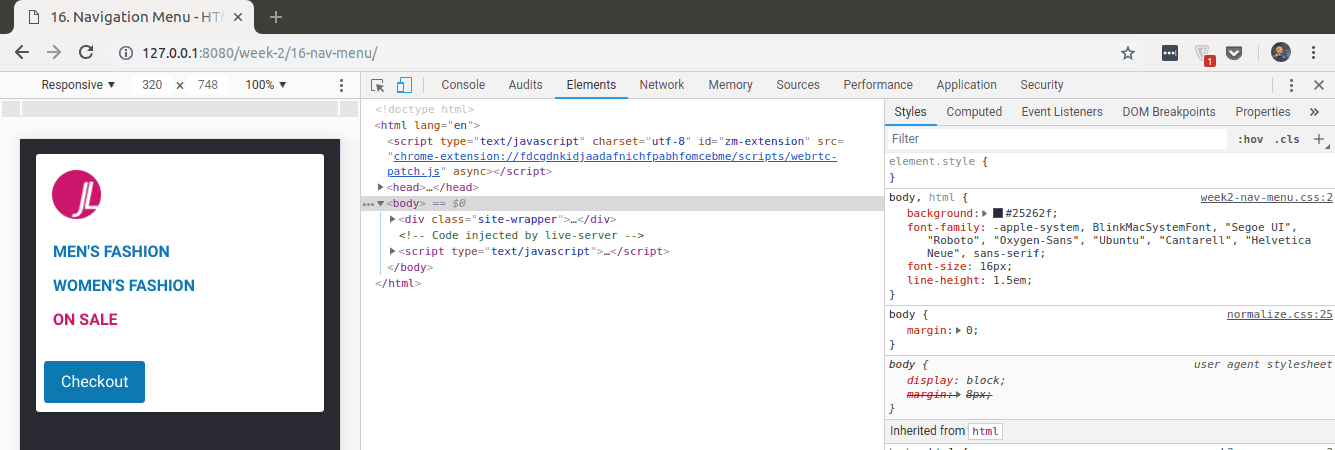 16. Navigation Menu - HTM
127.0.0.1:8080/week-2/16-nav-menu/
1
Responsive ▼ 320 × 748 100% ▼
Console Audits Elements Network Memory Sources Performance Application Security
JL
MEN'S FASHION
WOMEN'S FASHION
ON SALE
Checkout
<!doctype html>
<html lang="en">
<script type="text/javascript" charset="utf-8" id="zm-extension" src=
"chrome-extension://fdcgdnkidjaadafnichfpabhfomcebme/scripts/webrtc-
patch.js" async></script>
▶<head>…</head>
…▼<body> == $0
▶<div class="site-wrapper">…</div>
<!-- Code injected by live-server -->
▶<script type="text/javascript">…</script>
</body>
</html>
Styles Computed Event Listeners DOM Breakpoints Properties »
Filter :hov .cls +
element.style {
}
body, html { week2-nav-menu.css:2
background:▶ #25262f;
font-family: -apple-system, BlinkMacSystemFont, "Segoe UI",
"Roboto", "Oxygen-Sans", "Ubuntu", "Cantarell", "Helvetica
Neue", sans-serif;
font-size: 16px;
line-height: 1.5em;
}
body { normalize.css:25
margin:▶ 0;
}
body { user agent stylesheet
display: block;
margin:▶ 8px;
}
Inherited from html